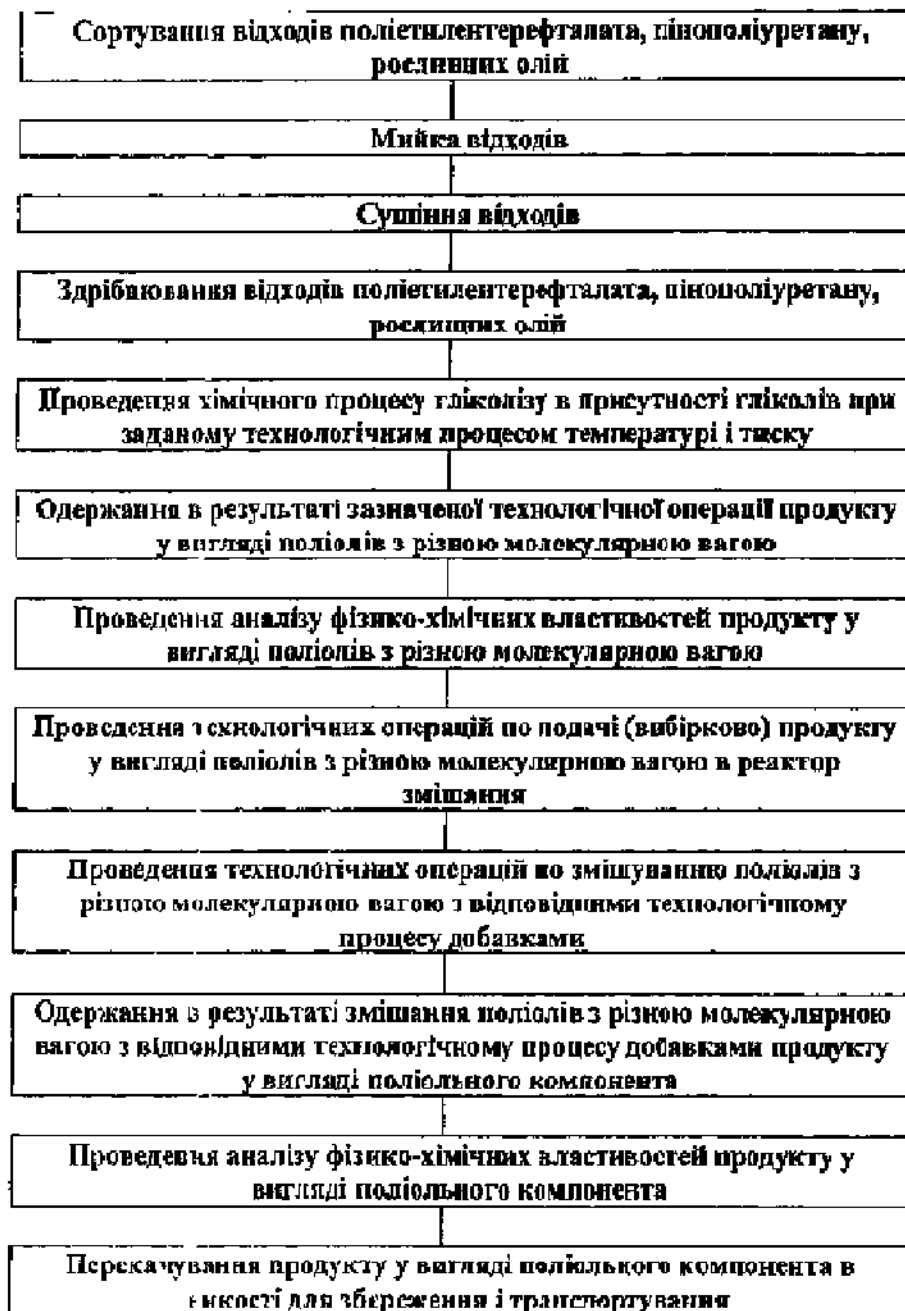 Сортування відходів поліетилентерефталата, пінополіуретану,
рослинних олій
Мийка відходів
Сушіння відходів
Здрібнювання відходів поліетилентерефталата, пінополіуретану,
рослинних олій
Проведення хімічного процесу гліколізу в присутності гліколів при
заданому технологічним процесом температурі і тиску
Одержання в результаті зазначеної технологічної операції продукту
у вигляді поліолів з різною молекулярною вагою
Проведення аналізу фізико-хімічних властивостей продукту у
вигляді поліолів з різною молекулярною вагою
Проведення технологічних операцій по подачі (вибірково) продукту
у вигляді поліолів з різною молекулярною вагою в реактор
змішання
Проведення технологічних операцій по змішуванню поліолів з
різною молекулярною вагою з відповідними технологічному
процесу добавками
Одержання в результаті змішання поліолів з різною молекулярною
вагою з відповідними технологічному процесу добавками продукту
у вигляді поліольного компонента
Проведення аналізу фізико-хімічних властивостей продукту у
вигляді поліольного компонента
Перекачування продукту у вигляді поліольного компонента в
ємкості для збереження і транспортування